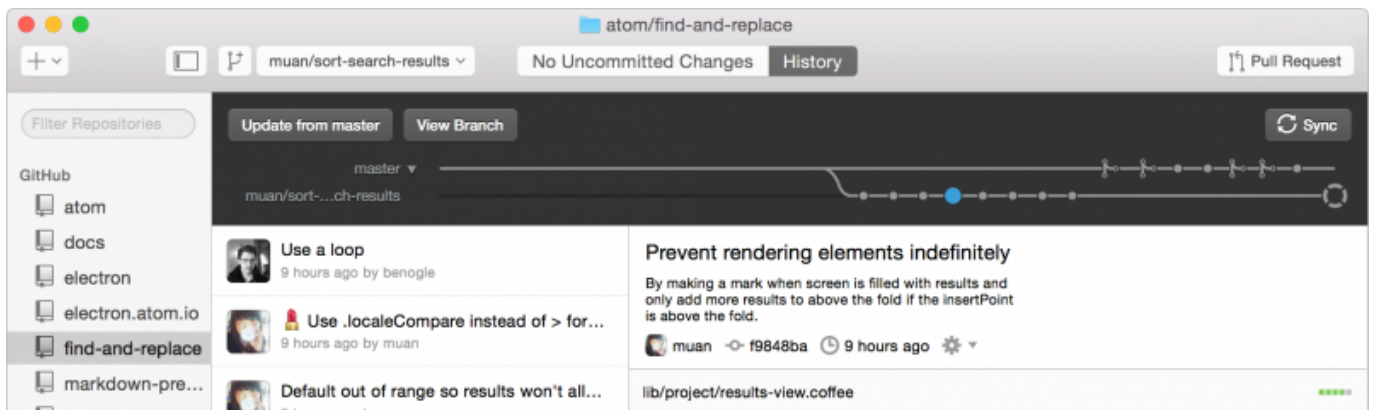 atom/find-and-replace
muan/sort-search-results
No Uncommitted Changes
History
Pull Request
Filter Repositories
Update from master
View Branch
Sync
master
muan/sort-...ch-results
GitHub
atom
docs
electron
electron.atom.io
find-and-replace
markdown-pre...
Use a loop
9 hours ago by benogle
💄 Use .localeCompare instead of > for...
9 hours ago by muan
Default out of range so results won't all...
Prevent rendering elements indefinitely
By making a mark when screen is filled with results and
only add more results to above the fold if the insertPoint
is above the fold.
muan f9848ba 9 hours ago
lib/project/results-view.coffee